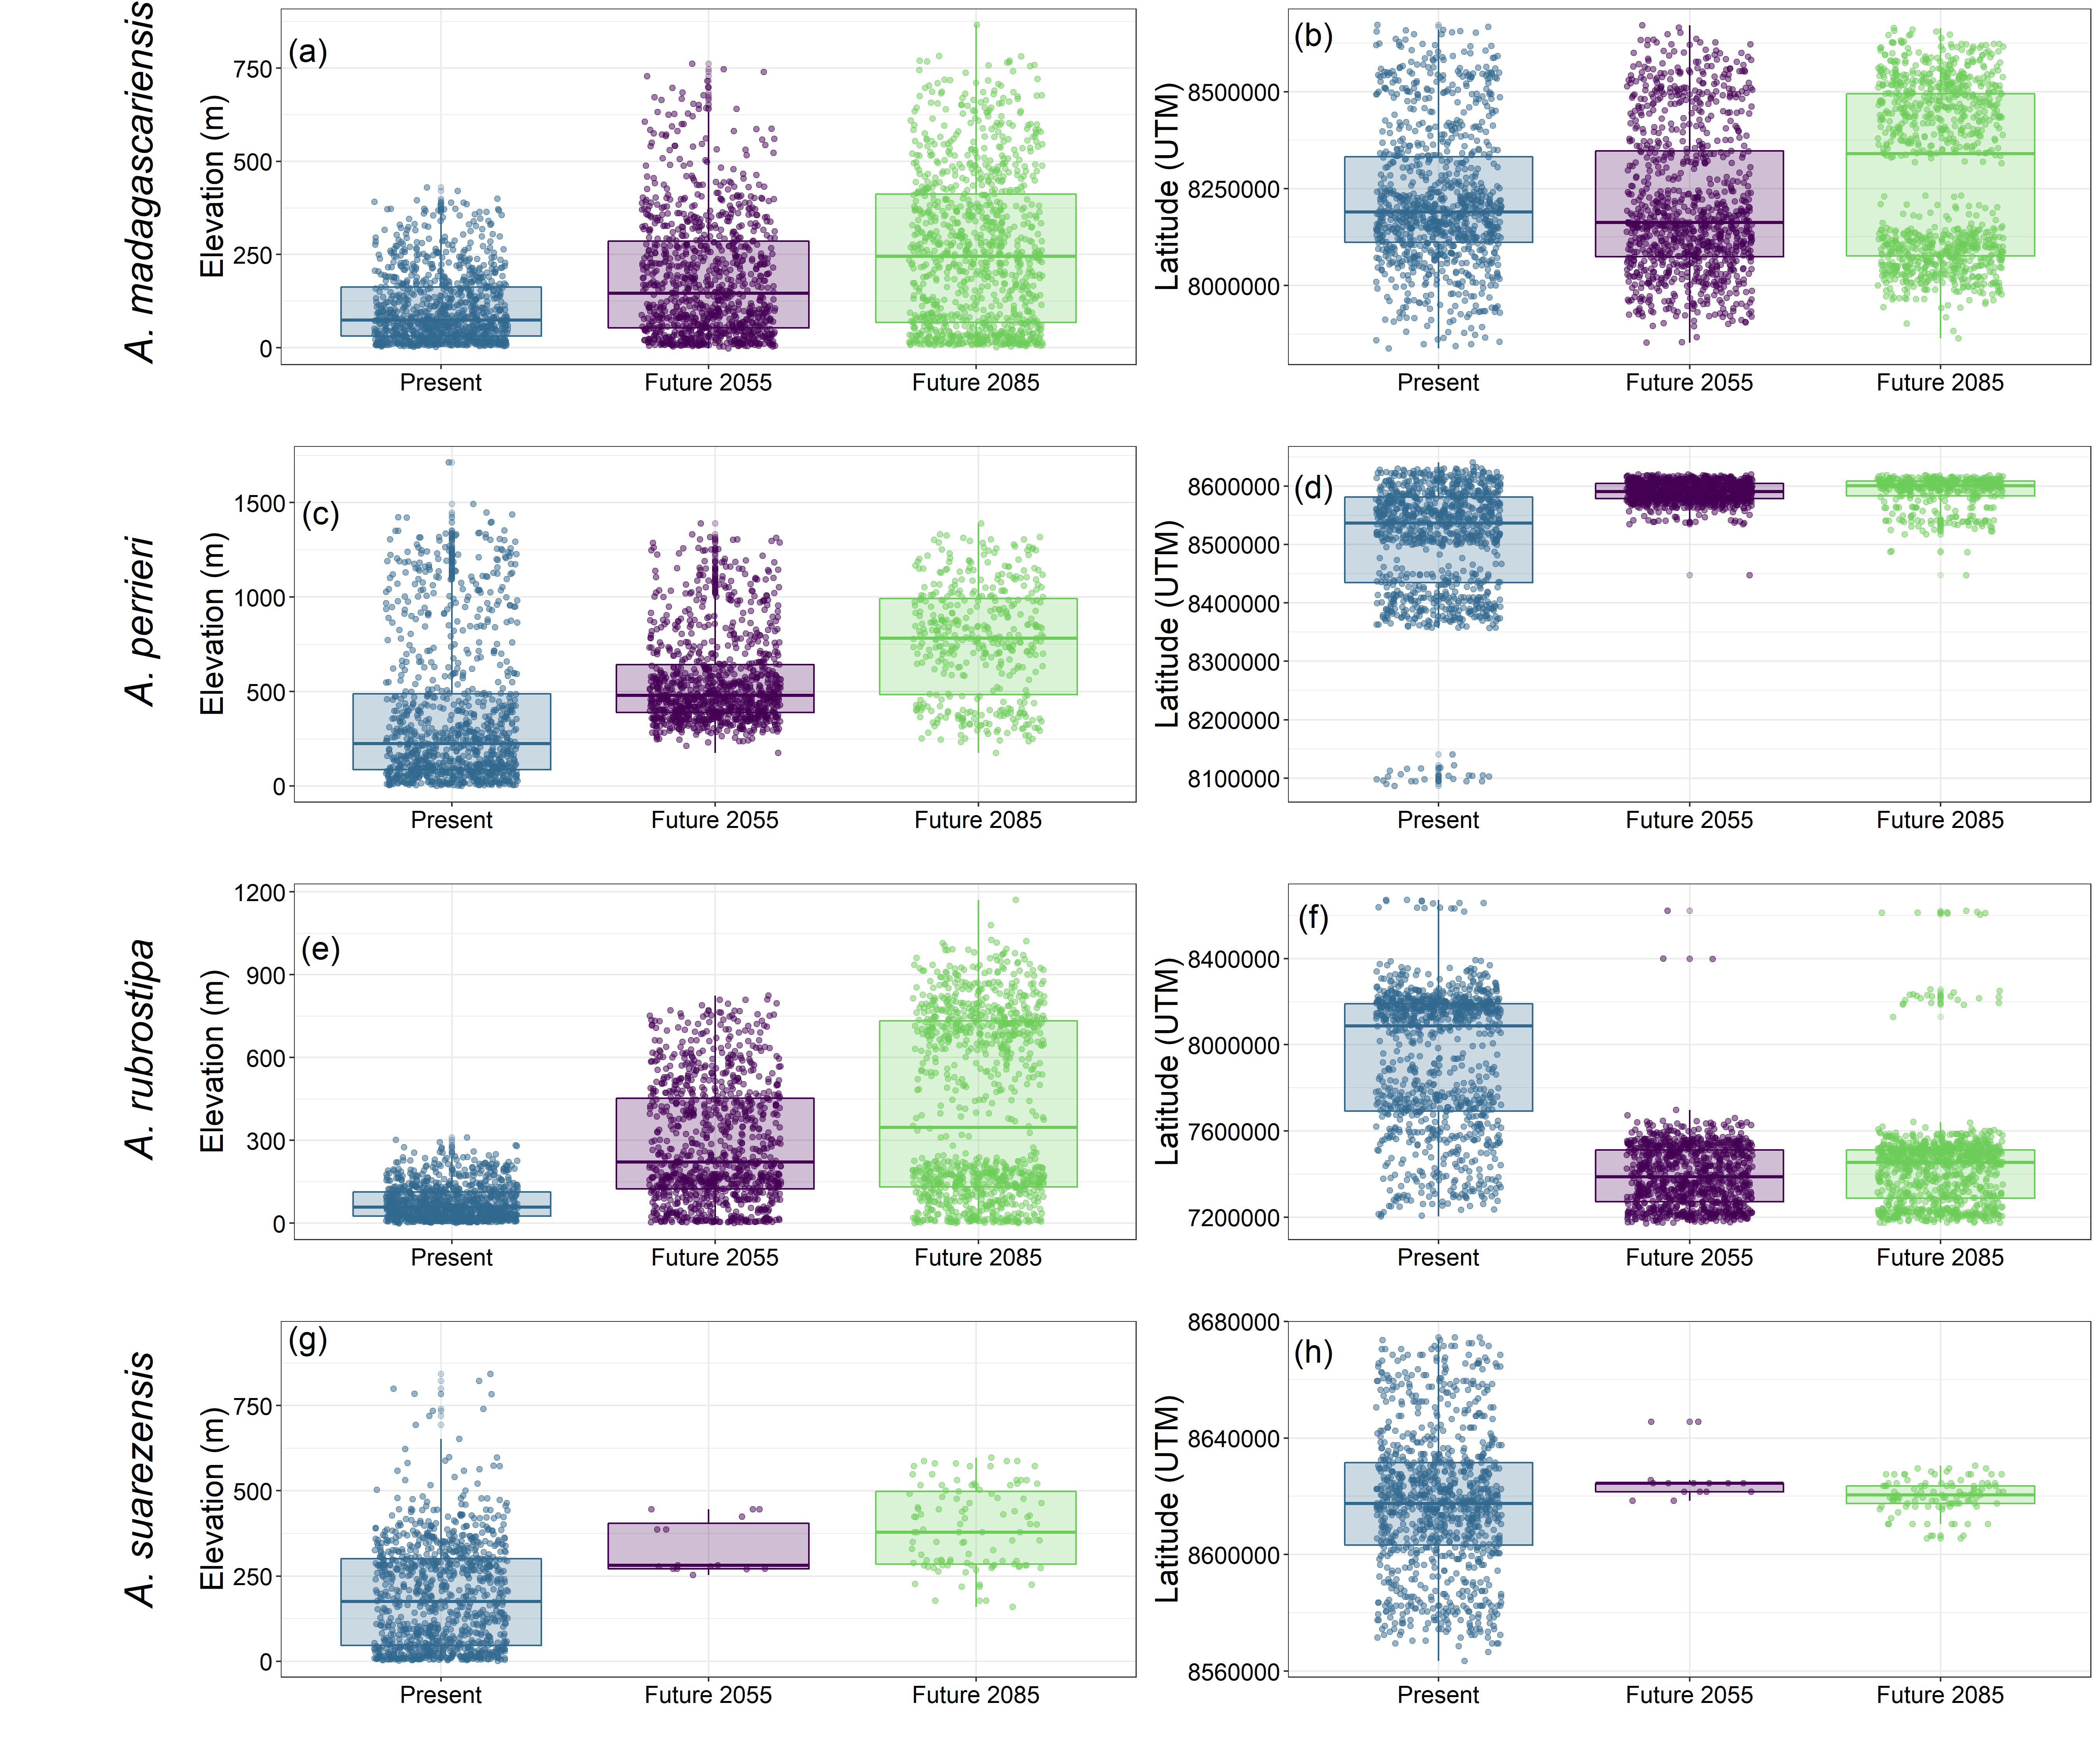 A. madagascariensis
(a)
Elevation (m)
750
500
250
0
Present
Future 2055
Future 2085
(b)
Latitude (UTM)
8500000
8250000
8000000
Present
Future 2055
Future 2085
A. perrieri
(c)
Elevation (m)
1500
1000
500
0
Present
Future 2055
Future 2085
(d)
Latitude (UTM)
8600000
8500000
8400000
8300000
8200000
8100000
Present
Future 2055
Future 2085
A. rubrostipa
(e)
Elevation (m)
1200
900
600
300
0
Present
Future 2055
Future 2085
(f)
Latitude (UTM)
8400000
8000000
7600000
7200000
Present
Future 2055
Future 2085
A. suarezensis
(g)
Elevation (m)
750
500
250
0
Present
Future 2055
Future 2085
(h)
Latitude (UTM)
8680000
8640000
8600000
8560000
Present
Future 2055
Future 2085